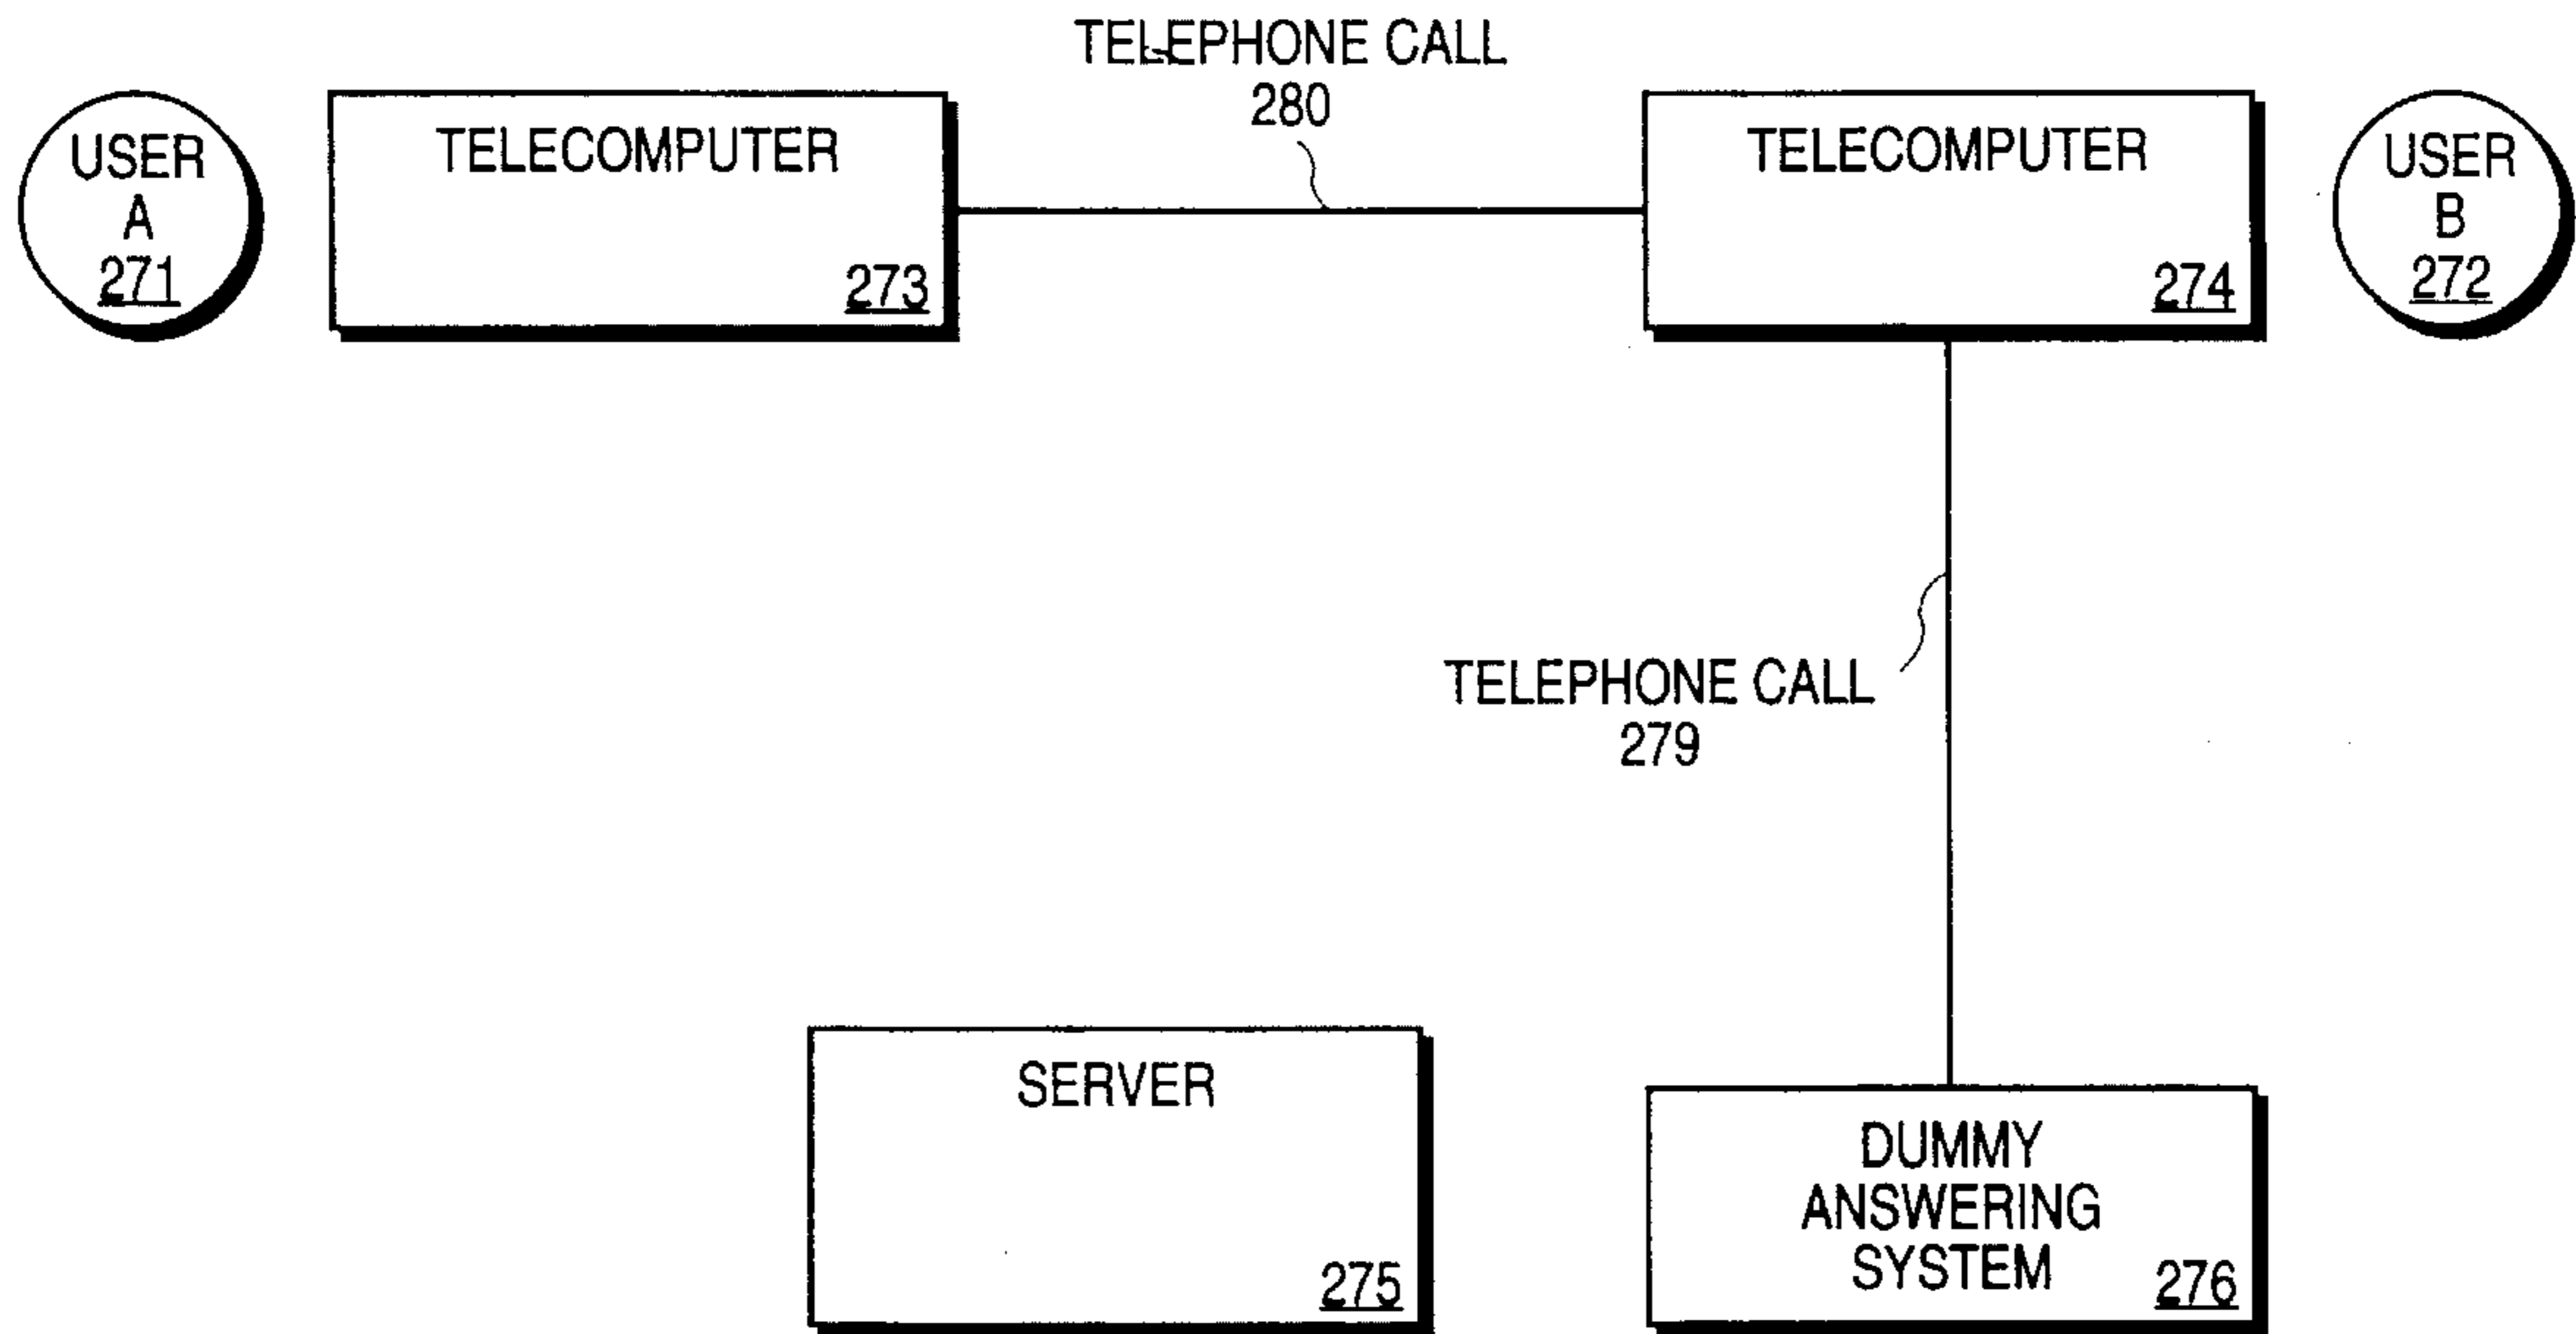 TELEPHONE CALL
280
USER
A
271
TELECOMPUTER
273
TELECOMPUTER
274
USER
B
272
TELEPHONE CALL
279
SERVER
275
DUMMY
ANSWERING
SYSTEM
276